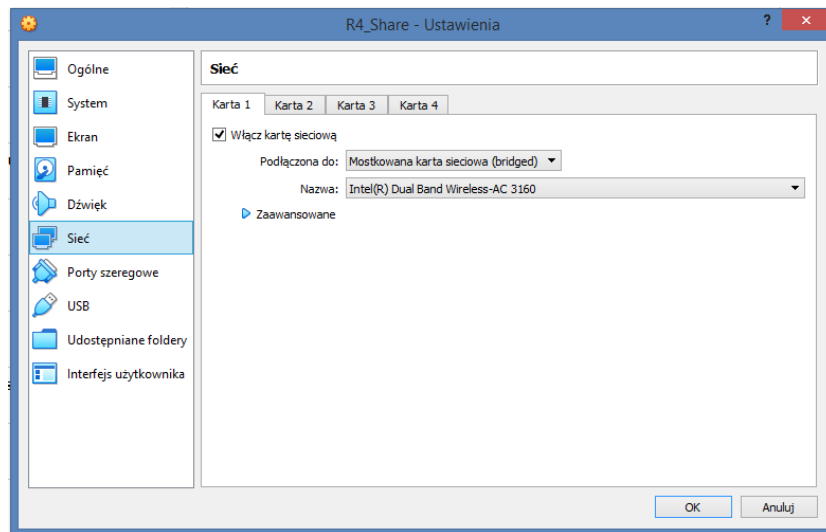 R4_Share - Ustawienia
?
Ogólne
System
Ekran
Pamięć
Dźwięk
Sieć
Porty szeregowe
USB
Udostępniane foldery
Interfejs użytkownika
Sieć
Karta 1 Karta 2 Karta 3 Karta 4
Włącz kartę sieciową
Podłączona do: Mostkowana karta sieciowa (bridged)
Nazwa: Intel(R) Dual Band Wireless-AC 3160
Zaawansowane
OK Anuluj